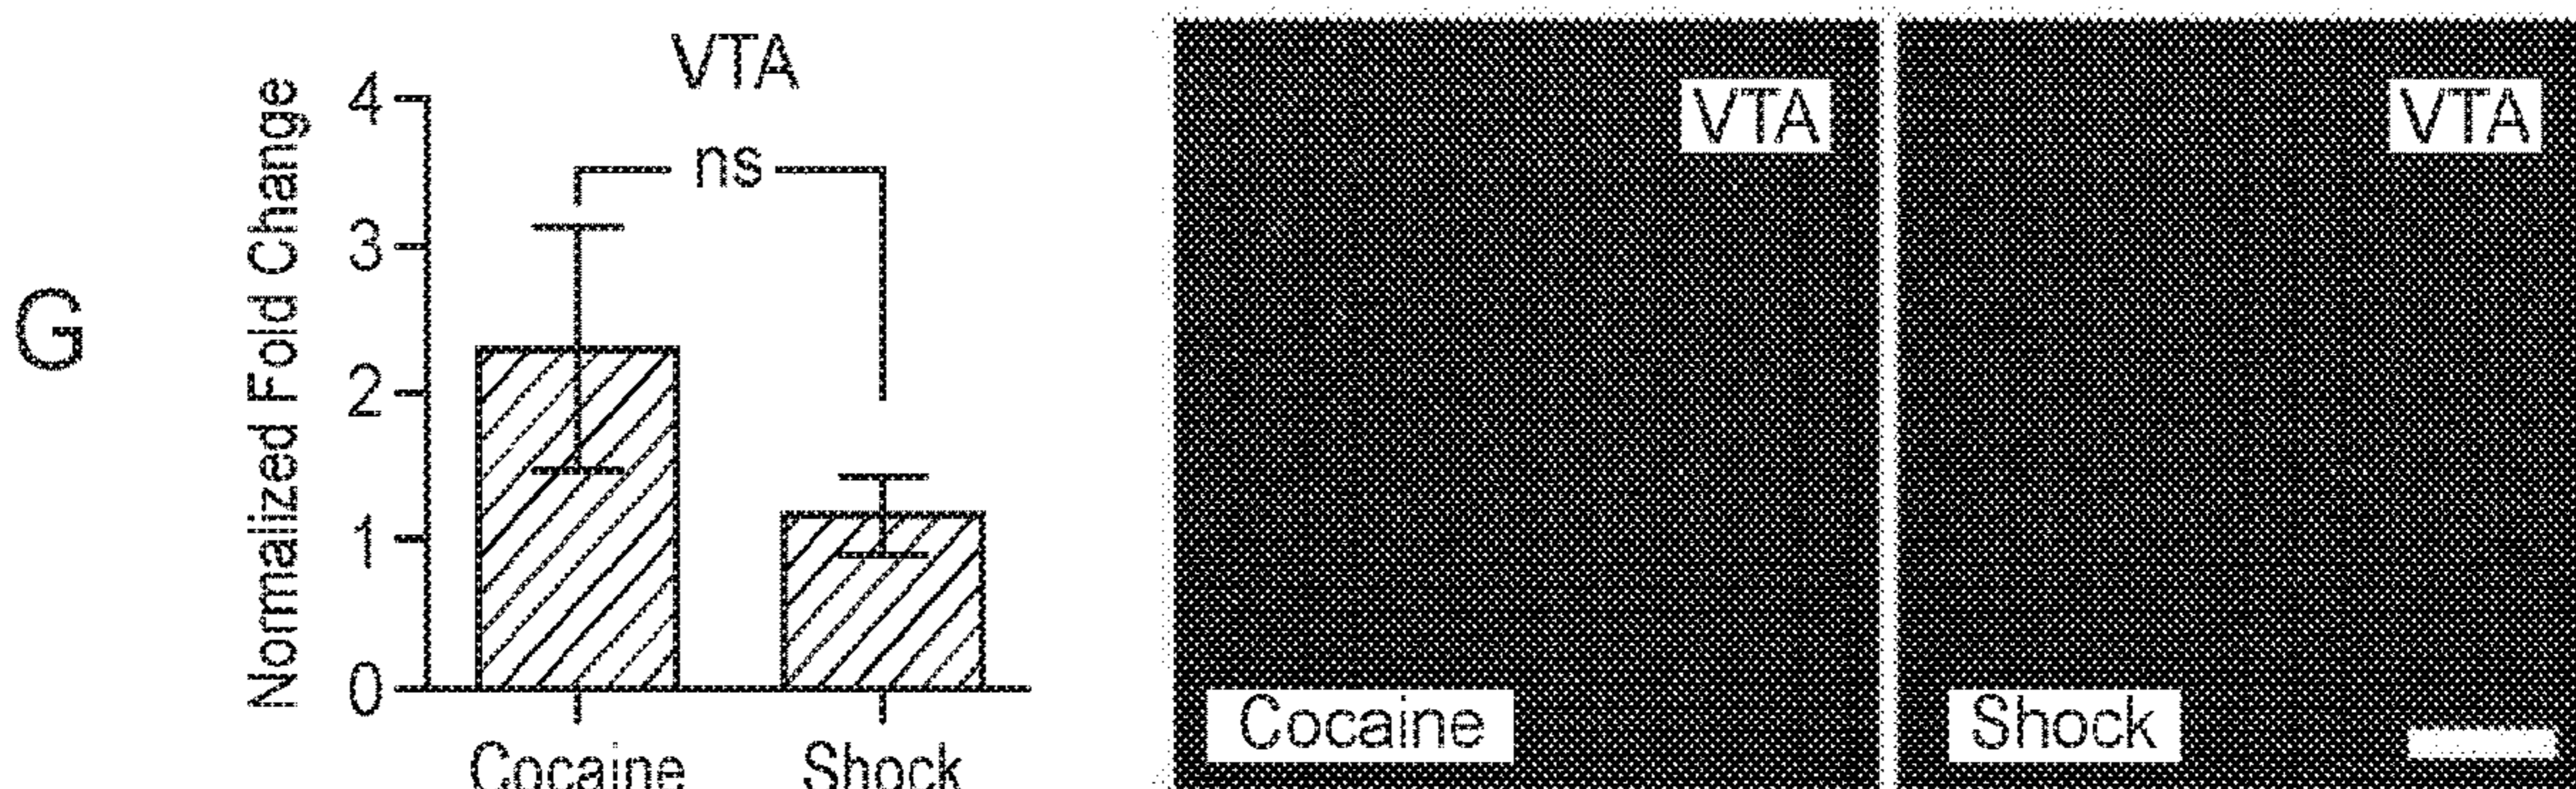 G
Normalized Fold Change
VTA
4
3
2
1
0
ns
Cocaine
Shock
VTA
Cocaine
VTA
Shock